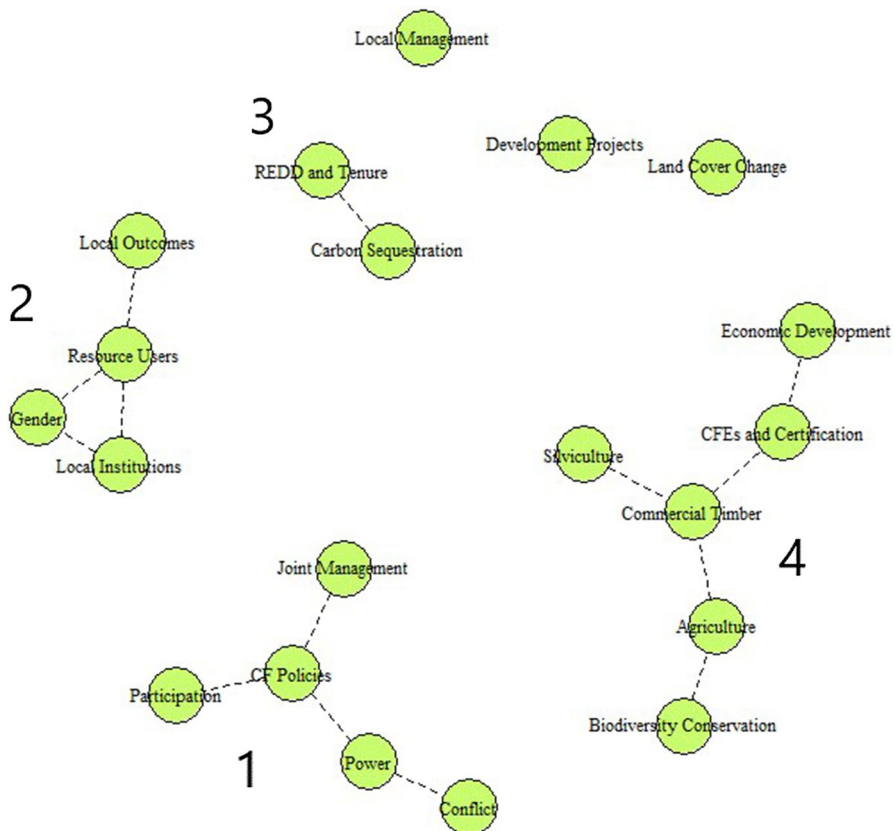 Local Management
3
Development Projects
Land Cover Change
REDD and Tenure
Carbon Sequestration
Local Outcomes
2
Resource Users
Gender
Local Institutions
Economic Development
CFEs and Certification
Silviculture
Commercial Timber
4
Agriculture
Biodiversity Conservation
Joint Management
CF Policies
Participation
1
Power
Conflict